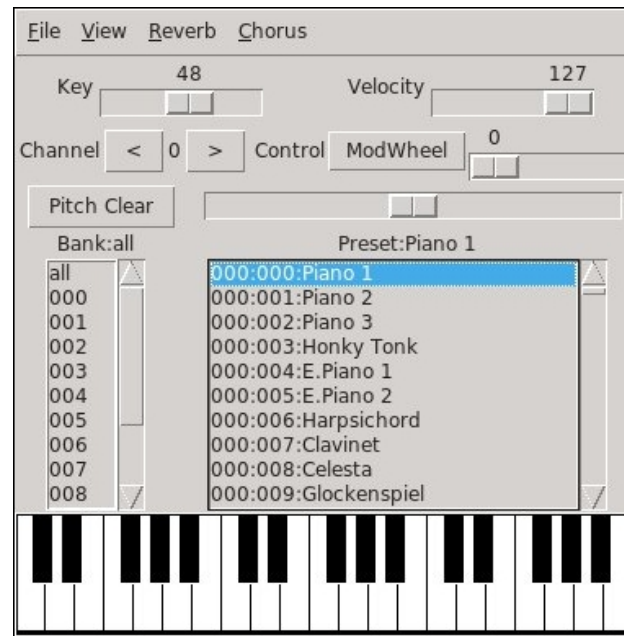 File View Reverb Chorus
48 127
Key Velocity
0
Channel < 0 > Control ModWheel
Pitch Clear
Bank:all Preset:Piano 1
all 000:000:Piano 1
000 000:001:Piano 2
001 000:002:Piano 3
002 000:003:Honky Tonk
003 000:004:E.Piano 1
004 000:005:E.Piano 2
005 000:006:Harpsichord
006 000:007:Clavinet
007 000:008:Celesta
008 000:009:Glockenspiel